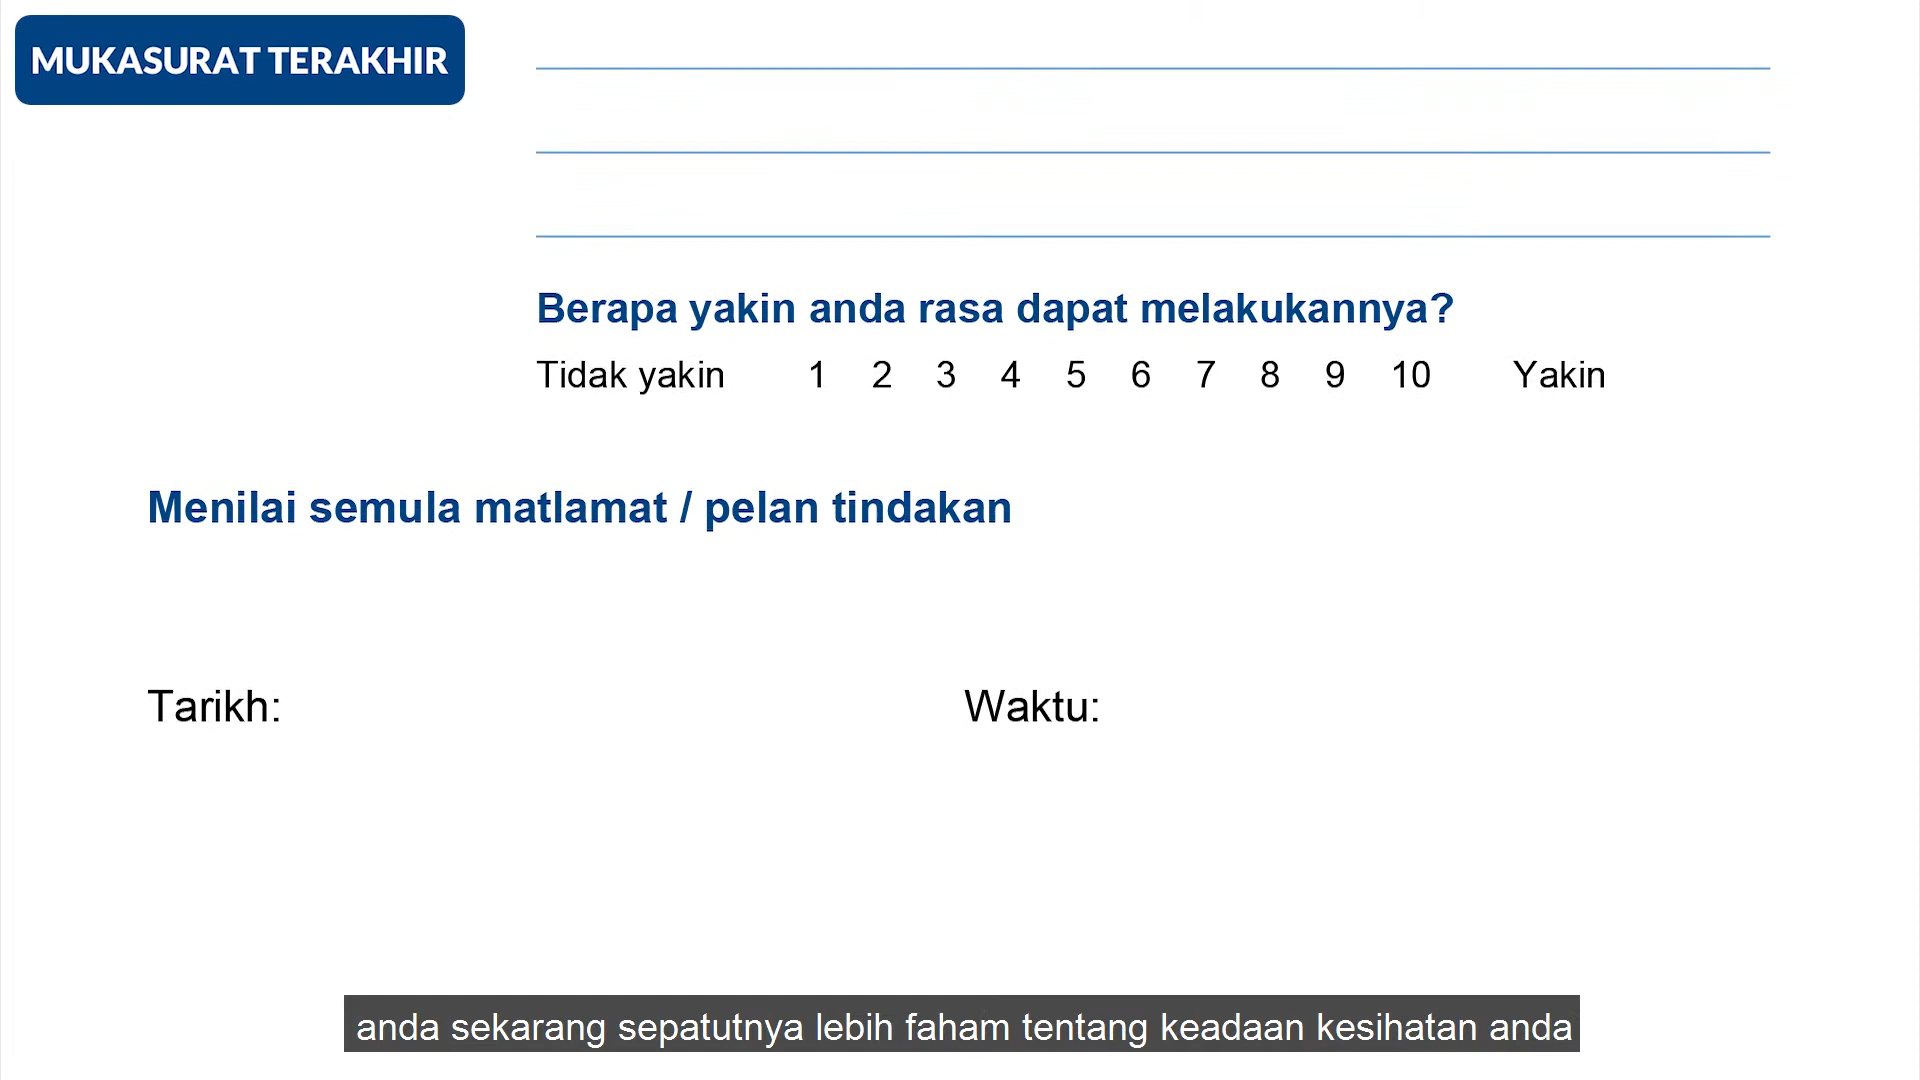 MUKASURAT TERAKHIR
Berapa yakin anda rasa dapat melakukannya?
Tidak yakin 1 2 3 4 5 6 7 8 9 10 Yakin
Menilai semula matlamat / pelan tindakan
Tarikh: Waktu:
anda sekarang sepatutnya lebih faham tentang keadaan kesihatan anda